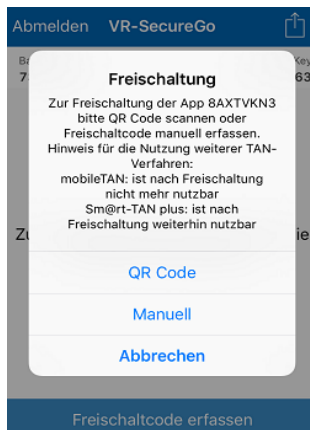 Abmelden VR-SecureGo
Freischaltung
Zur Freischaltung der App 8AXTVKN3
bitte QR Code scannen oder
Freischaltcode manuell erfassen.
Hinweis für die Nutzung weiterer TAN-
Verfahren:
mobileTAN: ist nach Freischaltung
nicht mehr nutzbar
Sm@rt-TAN plus: ist nach
Freischaltung weiterhin nutzbar
QR Code
Manuell
Abbrechen
Freischaltcode erfassen